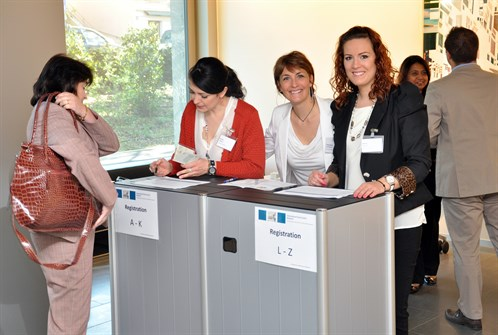 Registration
A - K
Registration
L - Z